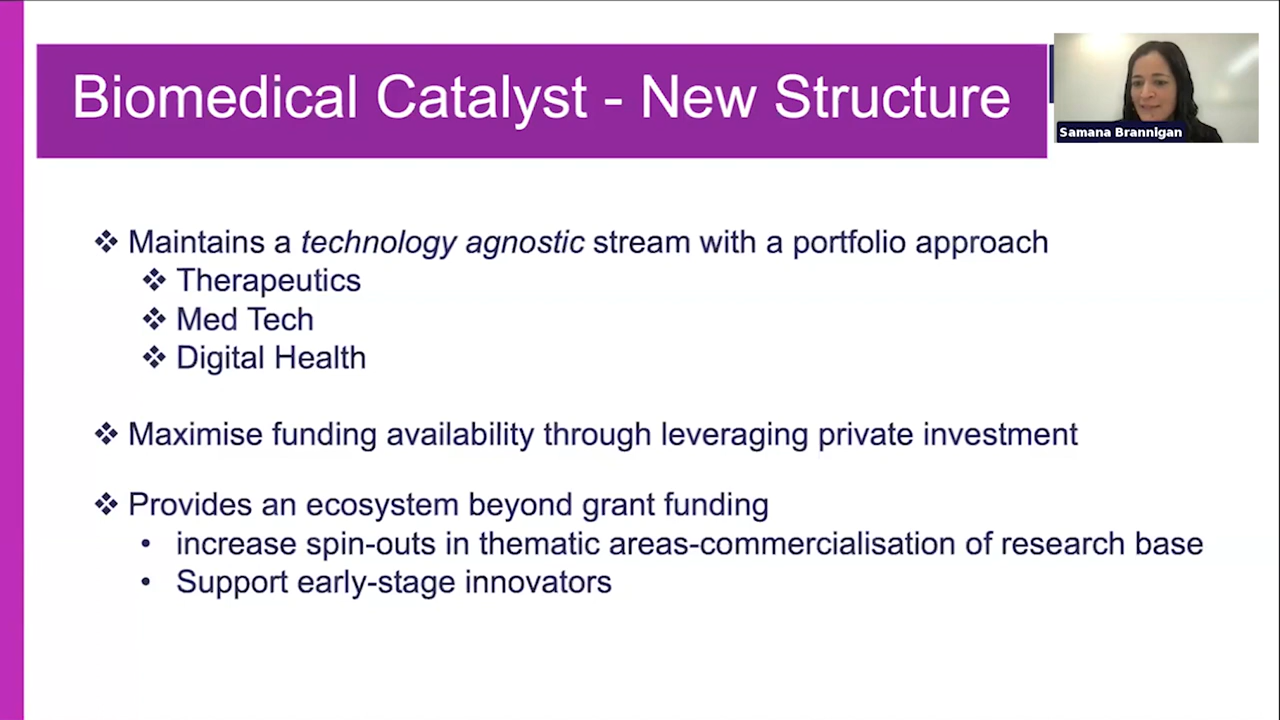 Biomedical Catalyst - New Structure
Samana Brannigan
❖ Maintains a technology agnostic stream with a portfolio approach
❖ Therapeutics
❖ Med Tech
❖ Digital Health
❖ Maximise funding availability through leveraging private investment
❖ Provides an ecosystem beyond grant funding
• increase spin-outs in thematic areas-commercialisation of research base
• Support early-stage innovators